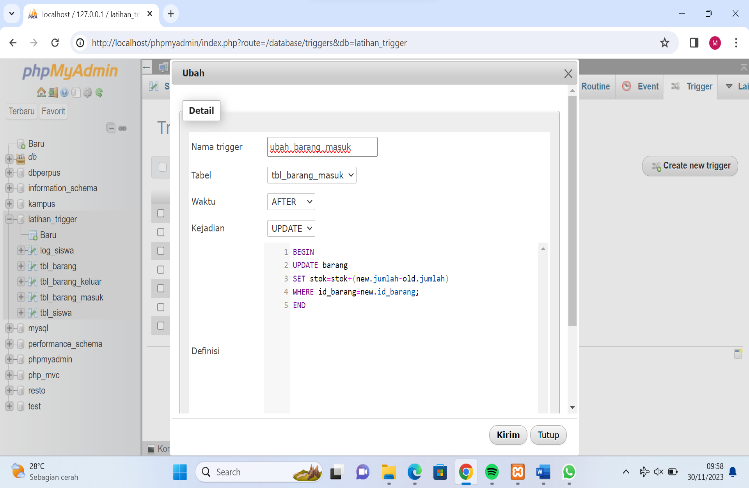 localhost / 127.0.0.1 / latihan_tr
http://localhost/phpmyadmin/index.php?route=/database/triggers&db=latihan_trigger
phpMyAdmin
Terbaru Favorit
Baru
db
dbperpus
information_schema
kampus
latihan_trigger
Baru
log_siswa
tbl_barang
tbl_barang_keluar
tbl_barang_masuk
tbl_siswa
mysql
performance_schema
phpmyadmin
php_mvc
resto
test
Routine Event Trigger Lai
Tr
Create new trigger
Kon
Ubah
Detail
Nama trigger ubah_barang_masuk
Tabel tbl_barang_masuk
Waktu AFTER
Kejadian UPDATE
Definisi
1 BEGIN
2 UPDATE barang
3 SET stok=stok+(new.jumlah-old.jumlah)
4 WHERE id_barang=new.id_barang;
5 END
Kirim Tutup
28°C
Sebagian cerah
Search
09:58
30/11/2023